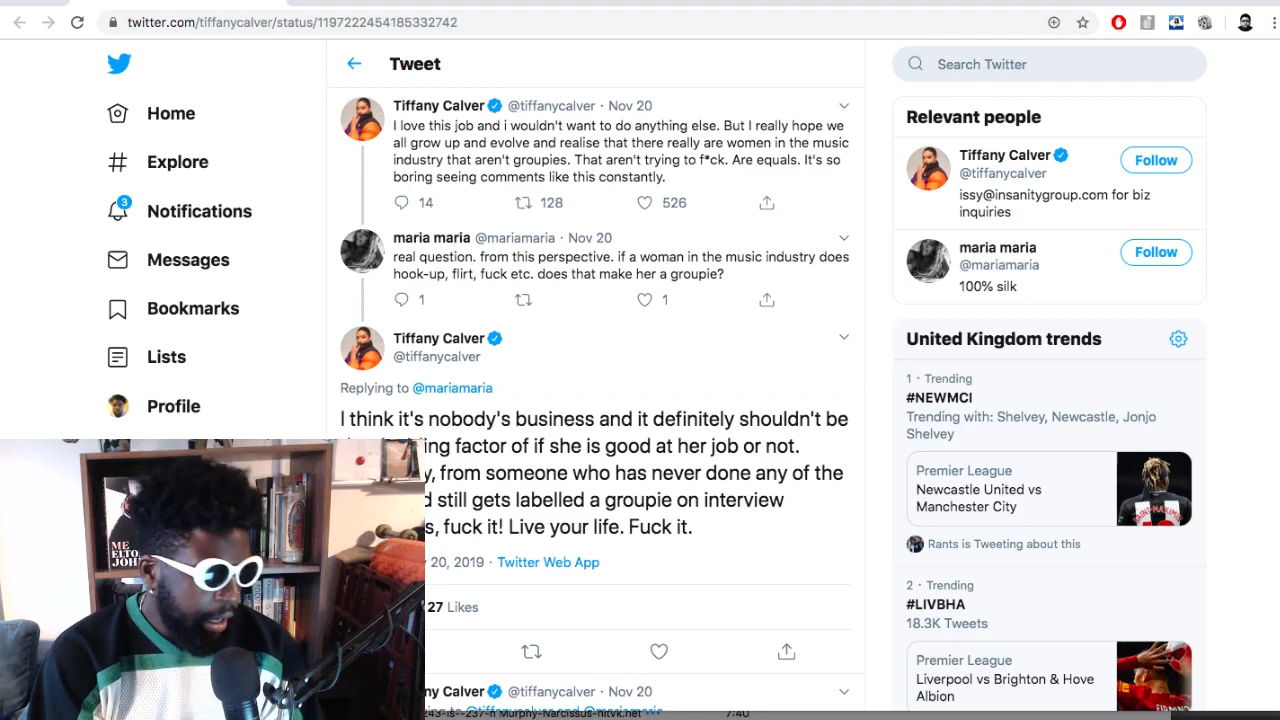 twitter.com/tiffanycalver/status/1197222454185332742
Home
Explore
3
Notifications
Messages
Bookmarks
Lists
Profile
Tweet
Tiffany Calver @tiffanycalver · Nov 20
I love this job and i wouldn't want to do anything else. But I really hope we
all grow up and evolve and realise that there really are women in the music
industry that aren't groupies. That aren't trying to f*ck. Are equals. It's so
boring seeing comments like this constantly.
14 128 526
maria maria @mariamaria · Nov 20
real question. from this perspective. if a woman in the music industry does
hook-up, flirt, fuck etc. does that make her a groupie?
1 1
Tiffany Calver
@tiffanycalver
Replying to @mariamaria
I think it's nobody's business and it definitely shouldn't be
factor of if she is good at her job or not.
from someone who has never done any of the
still gets labelled a groupie on interview
fuck it! Live your life. Fuck it.
20, 2019 · Twitter Web App
27 Likes
Calver @tiffanycalver · Nov 20
@tiffanycalver and @mariamaria
7:40
Search Twitter
Relevant people
Tiffany Calver
@tiffanycalver
Follow
issy@insanitygroup.com for biz
inquiries
maria maria
@mariamaria
Follow
100% silk
United Kingdom trends
1 · Trending
#NEWMCI
Trending with: Shelvey, Newcastle, Jonjo
Shelvey
Premier League
Newcastle United vs
Manchester City
Rants is Tweeting about this
2 · Trending
#LIVBHA
18.3K Tweets
Premier League
Liverpool vs Brighton & Hove
Albion
ME
ELTON
JOHN